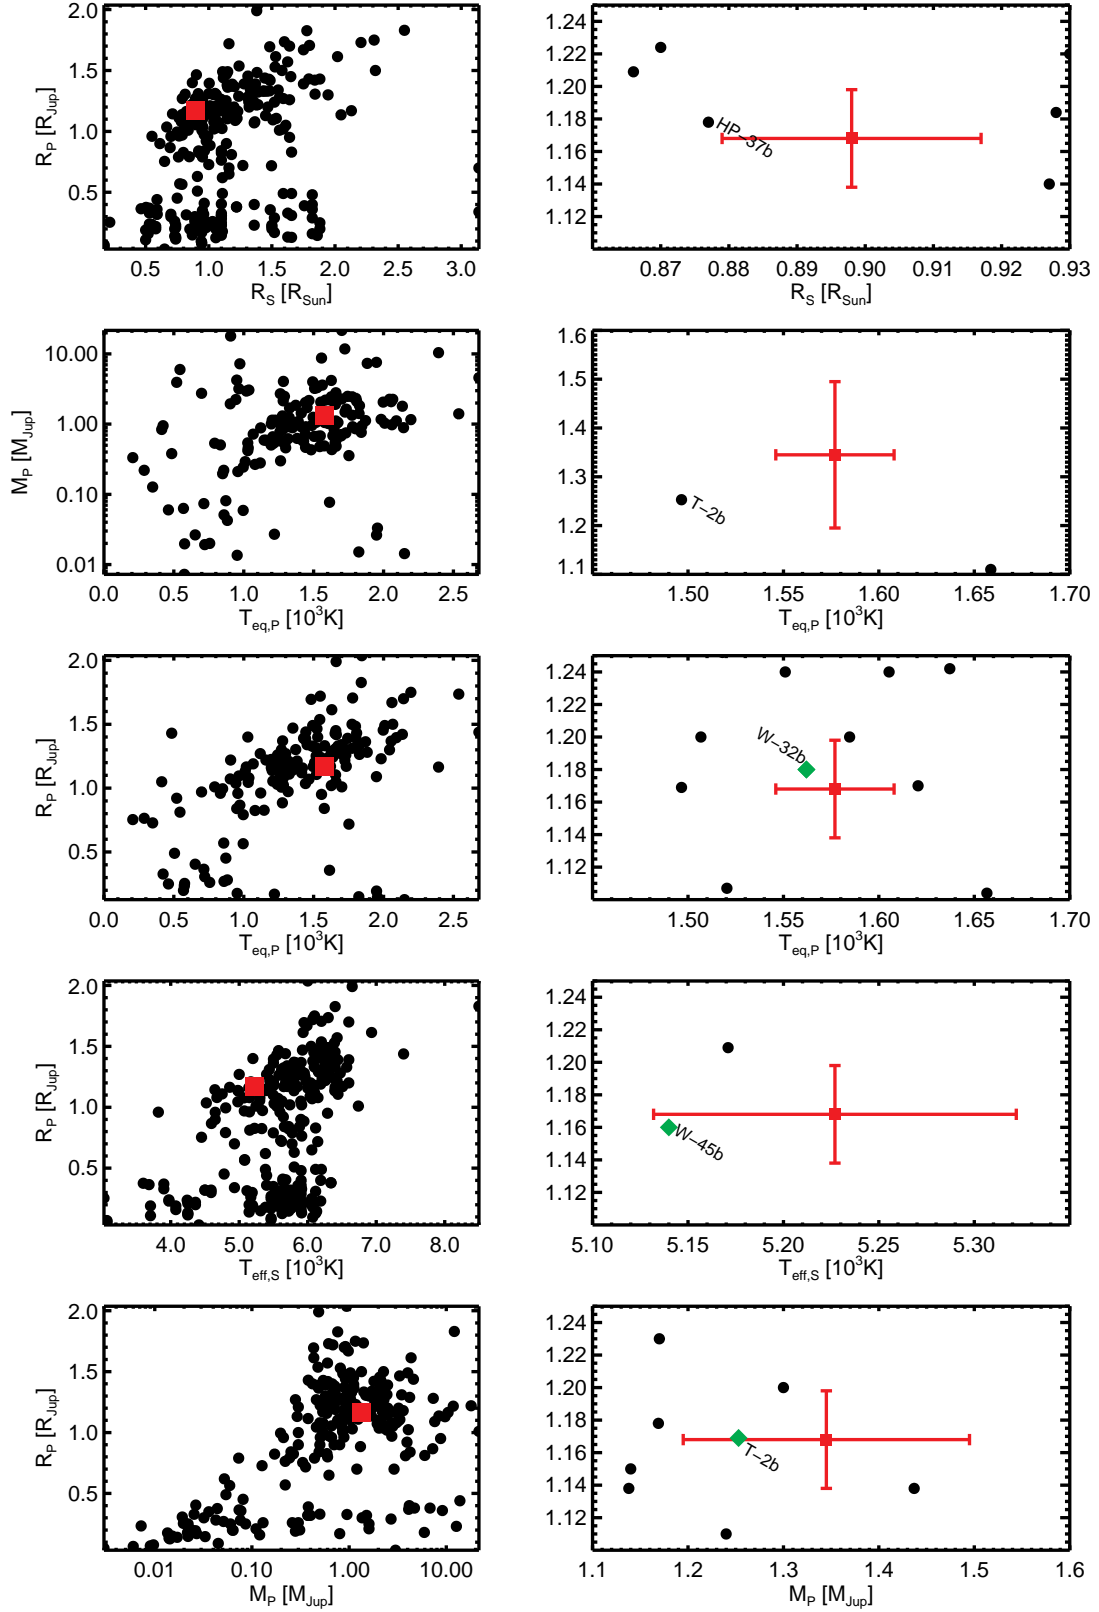 2.0
1.5
1.0
0.5
R_P [R_Jup]
0.5 1.0 1.5 2.0 2.5 3.0
R_S [R_Sun]
1.24
1.22
1.20
1.18
1.16
1.14
1.12
HP-37b
0.87 0.88 0.89 0.90 0.91 0.92 0.93
R_S [R_Sun]
10.00
1.00
0.10
0.01
M_P [M_Jup]
0.0 0.5 1.0 1.5 2.0 2.5
T_eq,P [10³K]
1.6
1.5
1.4
1.3
1.2
1.1
T-2b
1.50 1.55 1.60 1.65 1.70
T_eq,P [10³K]
2.0
1.5
1.0
0.5
R_P [R_Jup]
0.0 0.5 1.0 1.5 2.0 2.5
T_eq,P [10³K]
1.24
1.22
1.20
1.18
1.16
1.14
1.12
W-32b
1.50 1.55 1.60 1.65 1.70
T_eq,P [10³K]
2.0
1.5
1.0
0.5
R_P [R_Jup]
4.0 5.0 6.0 7.0 8.0
T_eff,S [10³K]
1.24
1.22
1.20
1.18
1.16
1.14
1.12
W-45b
5.10 5.15 5.20 5.25 5.30
T_eff,S [10³K]
2.0
1.5
1.0
0.5
R_P [R_Jup]
0.01 0.10 1.00 10.00
M_P [M_Jup]
1.24
1.22
1.20
1.18
1.16
1.14
1.12
T-2b
1.1 1.2 1.3 1.4 1.5 1.6
M_P [M_Jup]